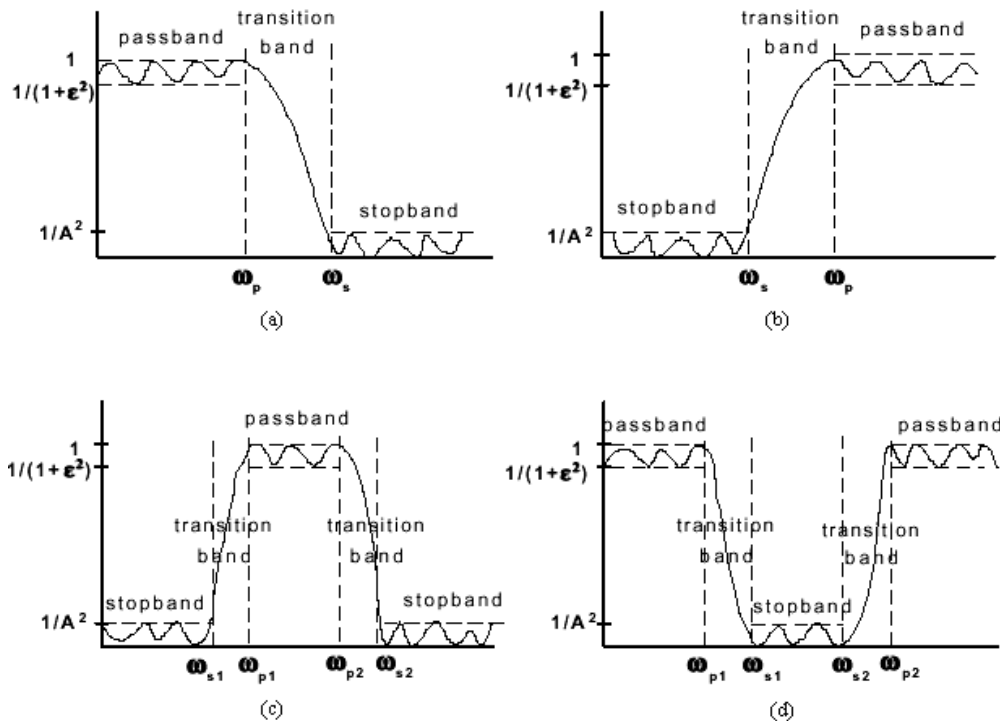 transition
band
passband
1
1/(1+ε²)
stopband
1/A²
ωp
ωs
(a)
transition
band
passband
1
1/(1+ε²)
stopband
1/A²
ωs
ωp
(b)
passband
1
1/(1+ε²)
transition
band
transition
band
stopband
stopband
1/A²
ωs1
ωp1
ωp2
ωs2
(c)
passband
passband
1
1/(1+ε²)
transition
band
transition
band
stopband
1/A²
ωp1
ωs1
ωs2
ωp2
(d)